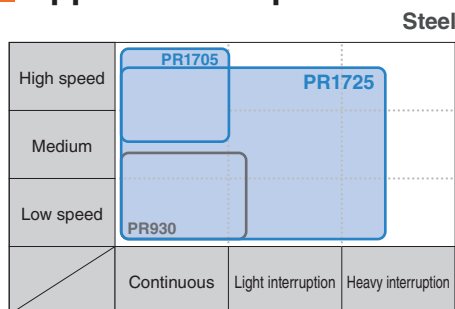 Steel
High speed
PR1705
PR1725
Medium
Low speed
PR930
Continuous
Light interruption
Heavy interruption